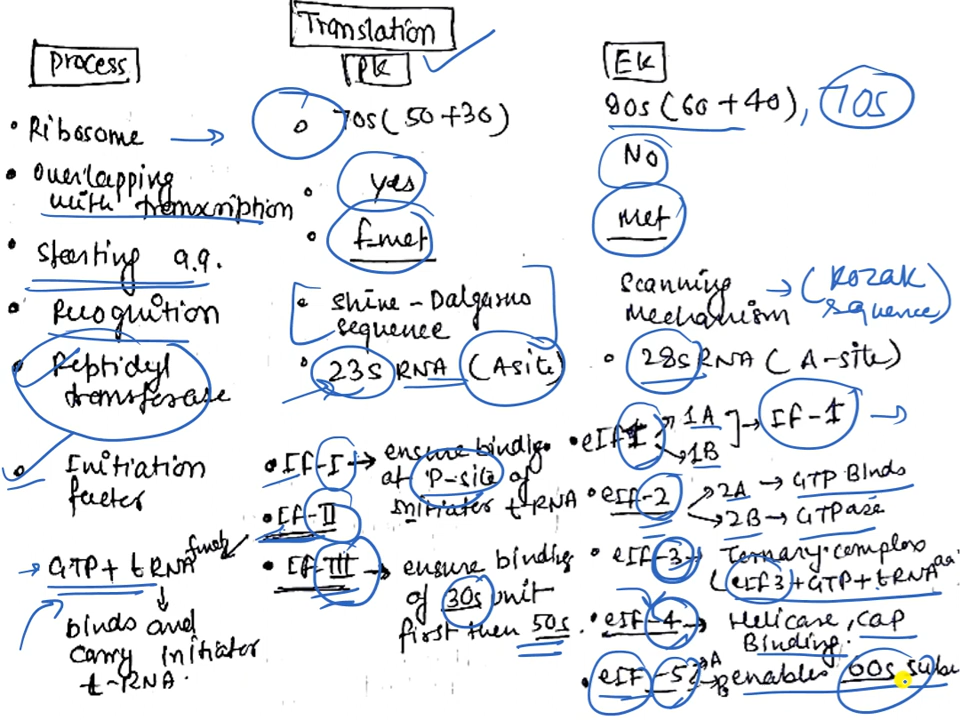 Translation
Process
PK
EK
• Ribosome → 70s (50+30)
80s (60+40), 70s
• Overlapping with transcription
• Yes
No
• Starting a.a.
• f-met
Met
• Recognition
• Shine-Dalgarno sequence
Scanning Mechanism → (Kozak sequence)
• Peptidyl transferase
• 23s RNA (A site)
• 28s RNA (A-site)
• Initiation factor
• If-I → ensure binding at P-site of initiator t-RNA
• If-II
→ GTP + tRNA fmet
↓
binds and carry initiator t-RNA.
• If-III → ensure binding of 30s unit first then 50s.
• eIf-I → 1A
→ 1B
→ If-I →
• eIf-2 → 2A → GTP Binds
→ 2B → GTPase
• eIf-3 → Ternary complex (eIf3 + GTP + tRNA aa
• eIf-4 → Helicase, cap Binding.
• eIf-5 → A
→ B enables 60s subu